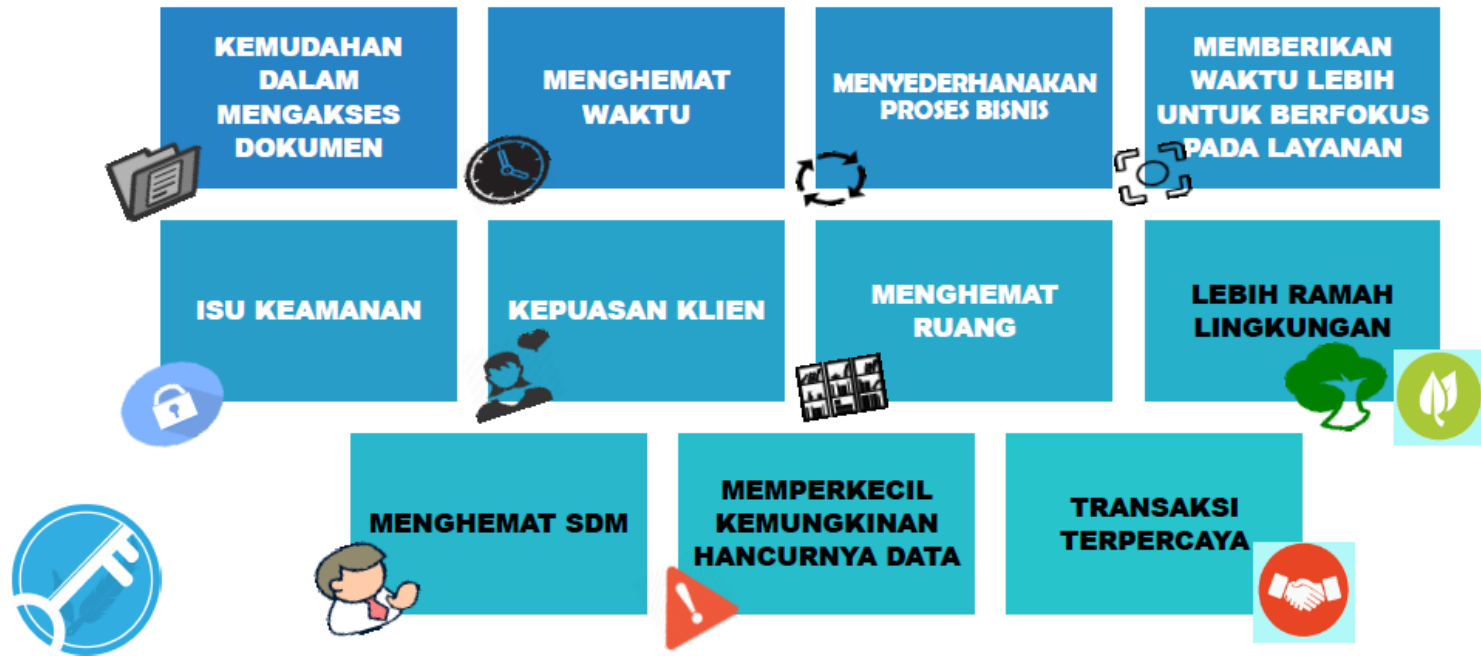 KEMUDAHAN
DALAM
MENGAKSES
DOKUMEN
MENGHEMAT
WAKTU
MENYEDERHANAKAN
PROSES BISNIS
MEMBERIKAN
WAKTU LEBIH
UNTUK BERFOKUS
PADA LAYANAN
ISU KEAMANAN
KEPUASAN KLIEN
MENGHEMAT
RUANG
LEBIH RAMAH
LINGKUNGAN
MENGHEMAT SDM
MEMPERKECIL
KEMUNGKINAN
HANCURNYA DATA
TRANSAKSI
TERPERCAYA